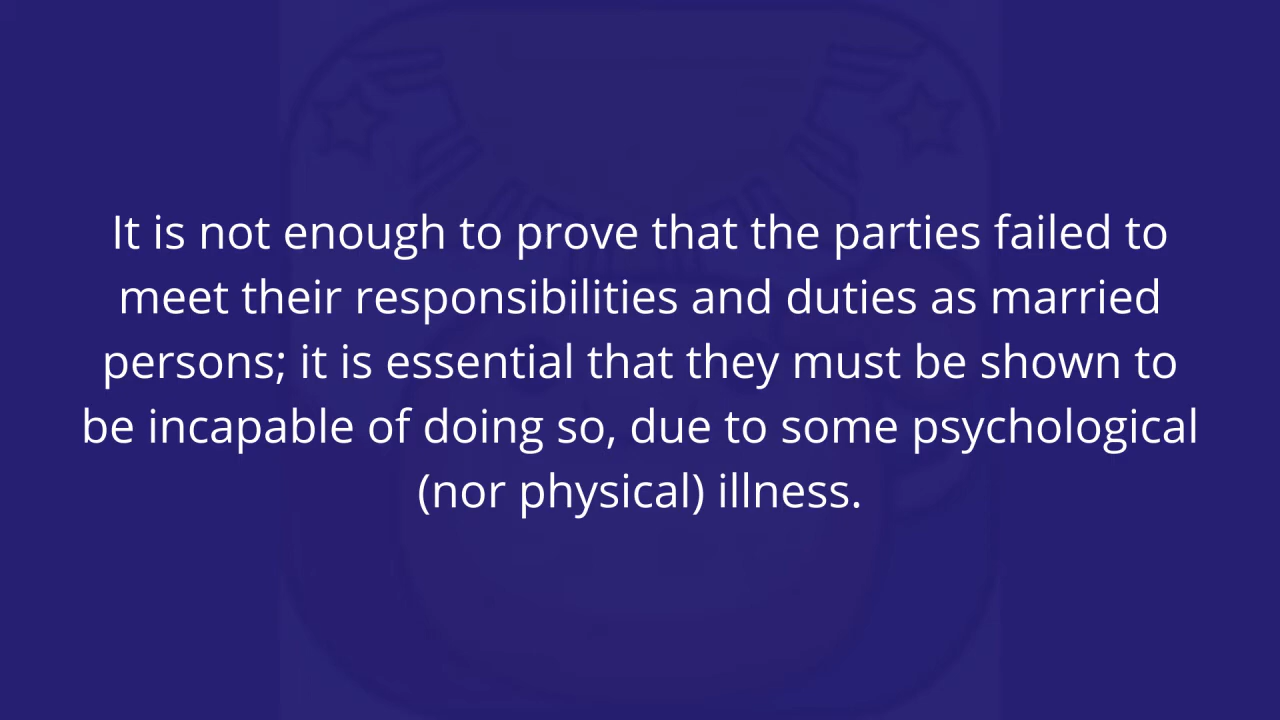 It is not enough to prove that the parties failed to
meet their responsibilities and duties as married
persons; it is essential that they must be shown to
be incapable of doing so, due to some psychological
(nor physical) illness.